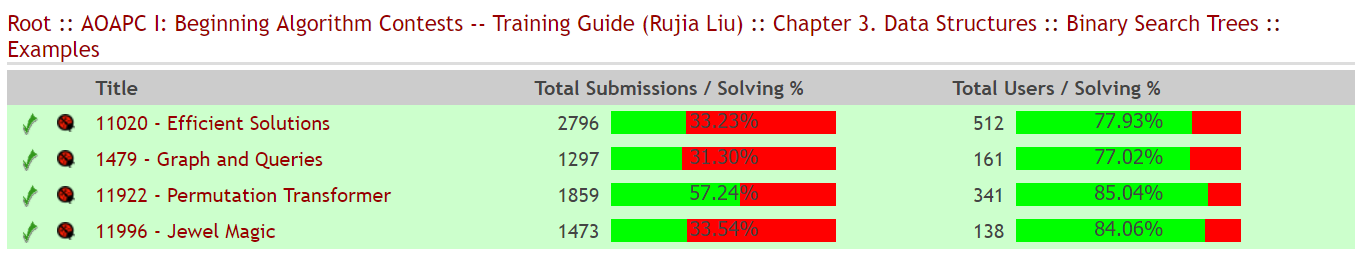 Root :: AOAPC I: Beginning Algorithm Contests -- Training Guide (Rujia Liu) :: Chapter 3. Data Structures :: Binary Search Trees ::
Examples
Title Total Submissions / Solving % Total Users / Solving %
11020 - Efficient Solutions 2796 33.23% 512 77.93%
1479 - Graph and Queries 1297 31.30% 161 77.02%
11922 - Permutation Transformer 1859 57.24% 341 85.04%
11996 - Jewel Magic 1473 33.54% 138 84.06%